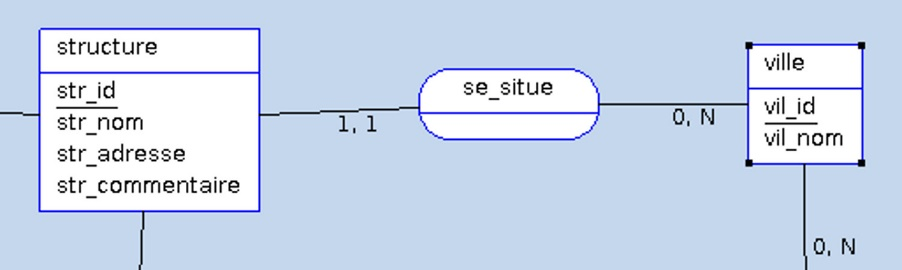 structure
str_id
str_nom
str_adresse
str_commentaire
1, 1
se_situe
0, N
ville
vil_id
vil_nom
0, N